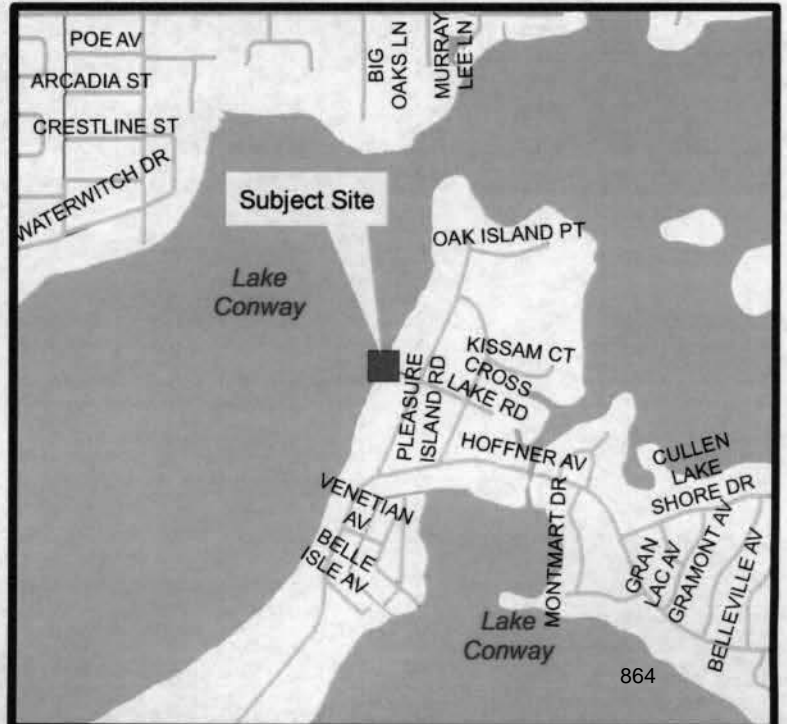 POE AV
ARCADIA ST
CRESTLINE ST
WATERWITCH DR
BIG
OAKS LN
MURRAY
LEE LN
Subject Site
Lake
Conway
OAK ISLAND PT
KISSAM CT
CROSS
LAKE RD
PLEASURE
ISLAND RD
HOFFNER AV
VENETIAN
AV
BELLE
ISLE AV
MONTMART DR
CULLEN
LAKE
SHORE DR
GRAN
LAC AV
GRAMONT AV
BELLEVILLE AV
Lake
Conway
864